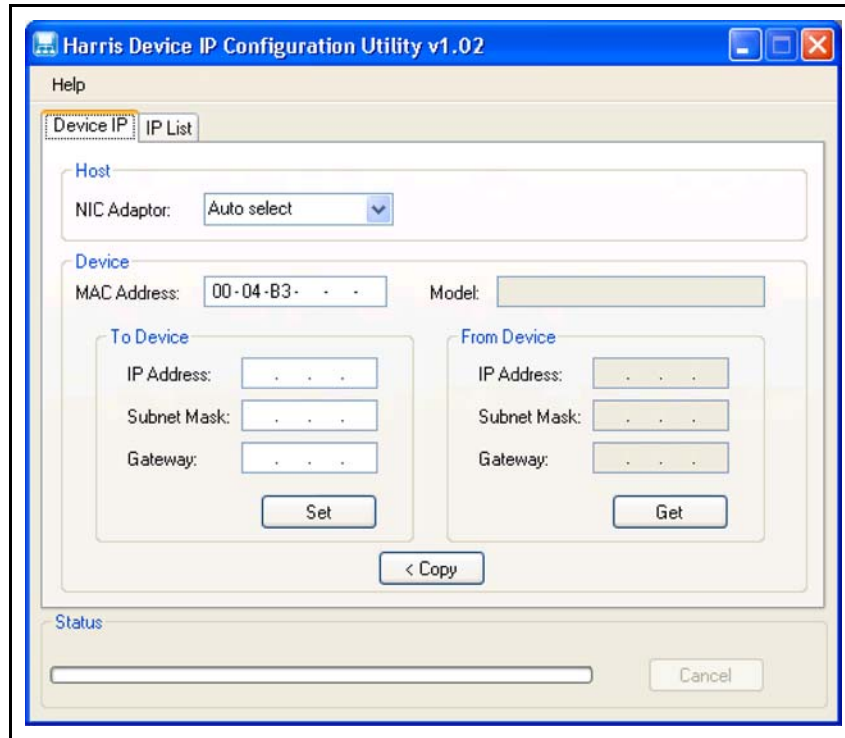 Harris Device IP Configuration Utility v1.02
Help
Device IP IP List
Host
NIC Adaptor: Auto select
Device
MAC Address: 00-04-B3- - - Model:
To Device From Device
IP Address: . . . IP Address: . . .
Subnet Mask: . . . Subnet Mask: . . .
Gateway: . . . Gateway: . . .
Set Get
< Copy
Status
Cancel